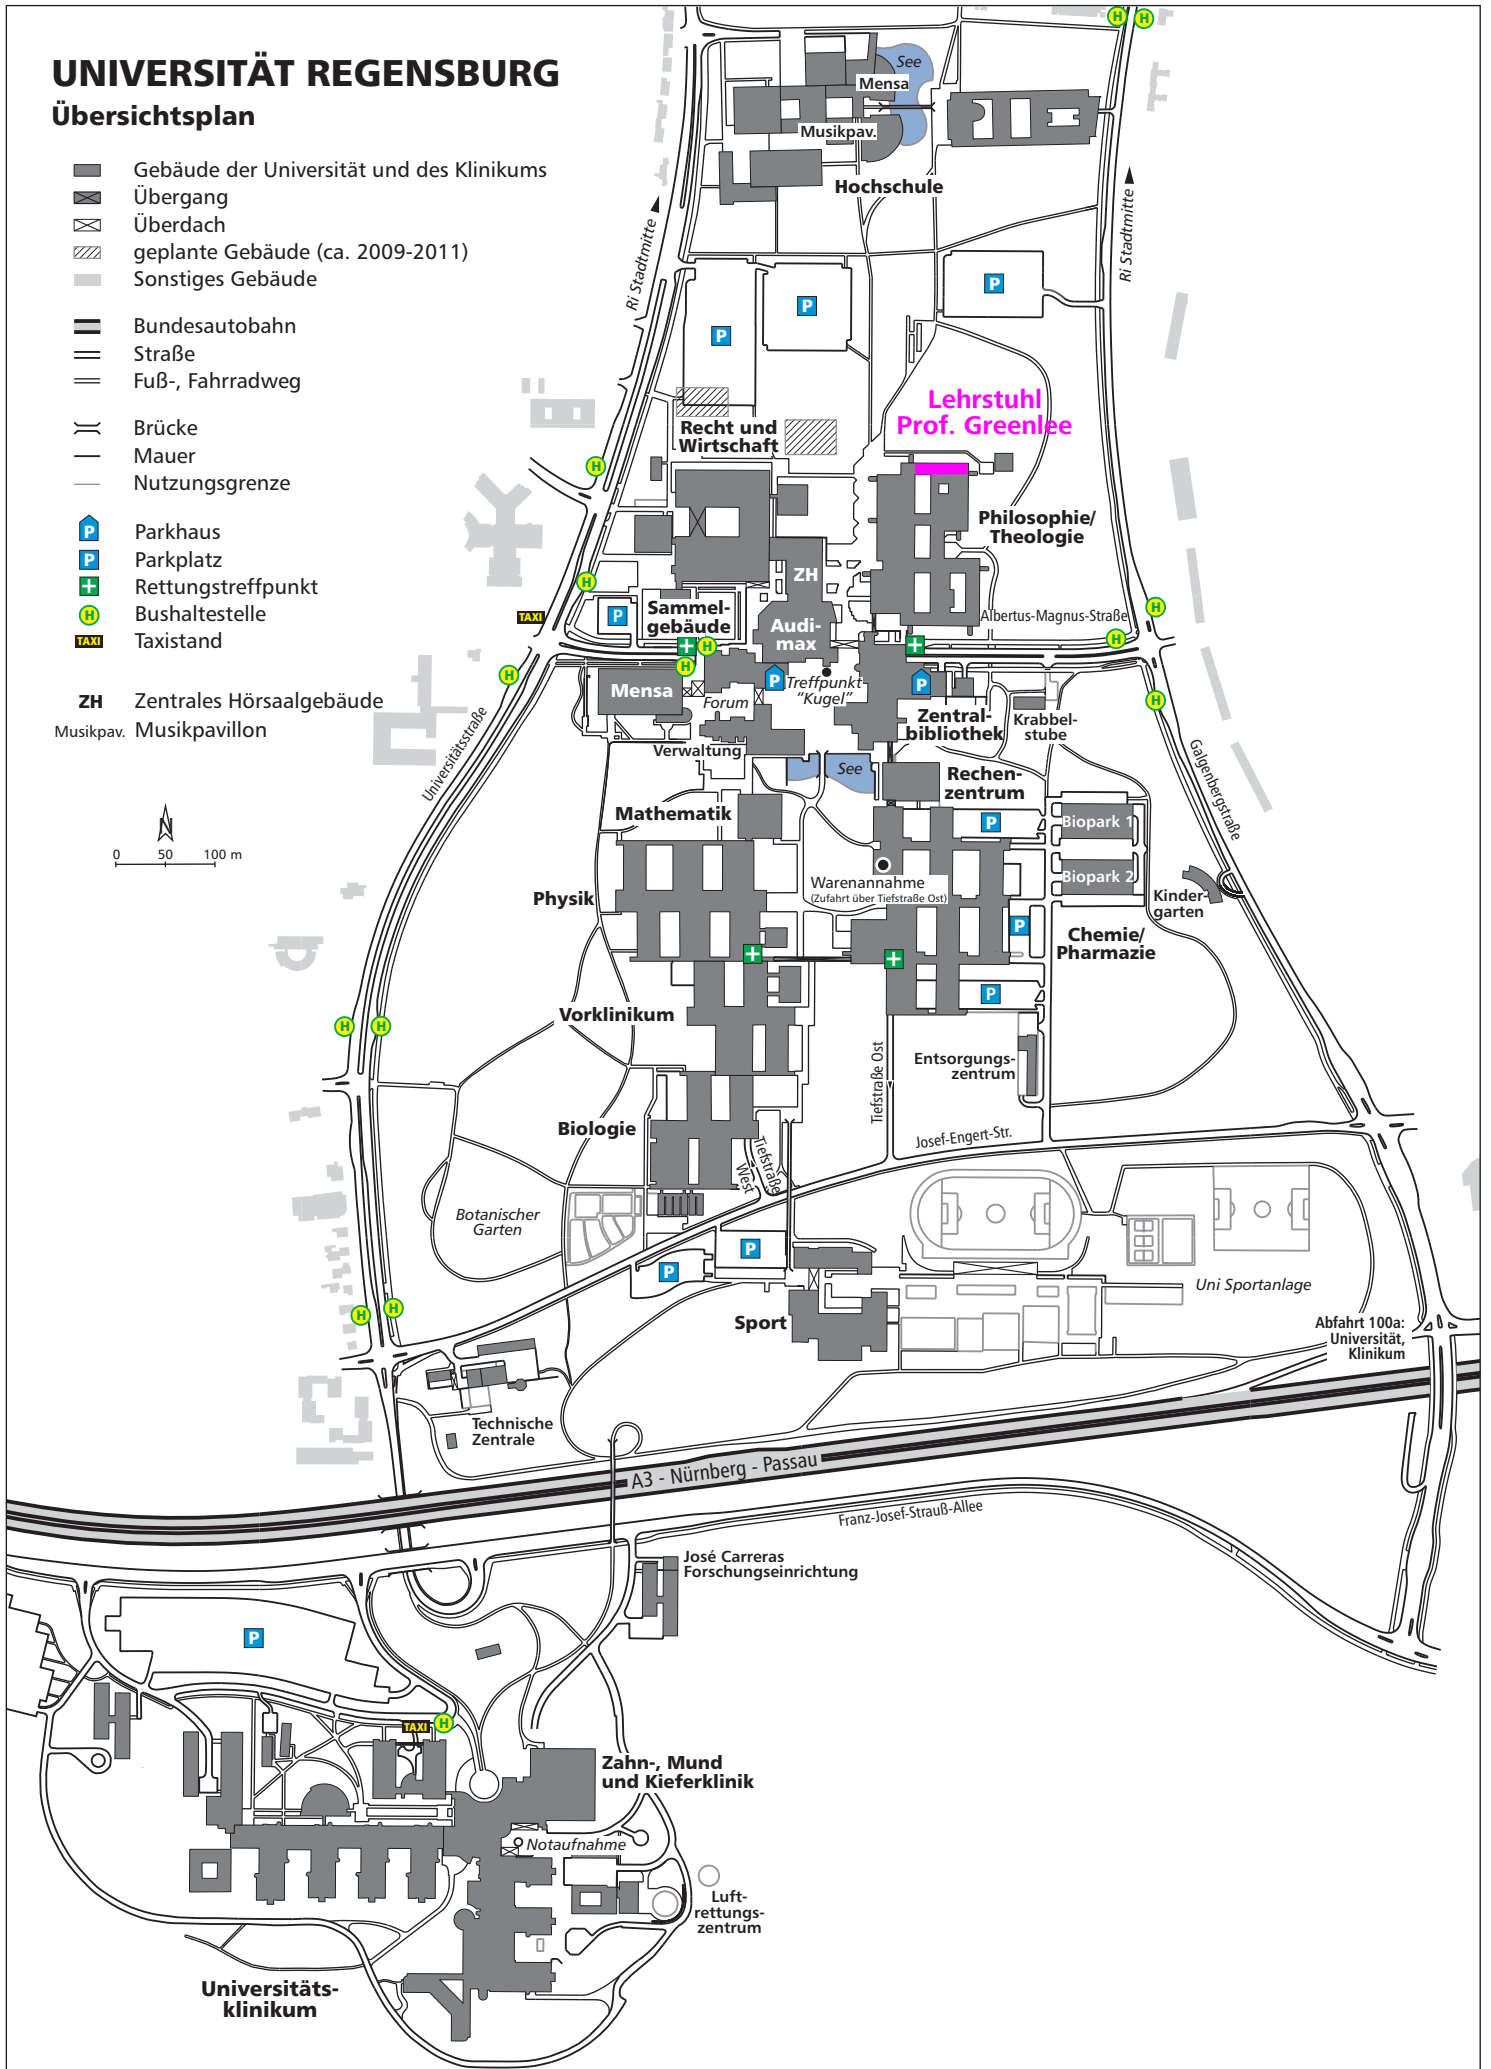 UNIVERSITÄT REGENSBURG
Übersichtsplan
Gebäude der Universität und des Klinikums
Übergang
Überdach
geplante Gebäude (ca. 2009-2011)
Sonstiges Gebäude
Bundesautobahn
Straße
Fuß-, Fahrradweg
Brücke
Mauer
Nutzungsgrenze
P Parkhaus
P Parkplatz
Rettungstreffpunkt
H Bushaltestelle
TAXI Taxistand
ZH Zentrales Hörsaalgebäude
Musikpav. Musikpavillon
N
0 50 100 m
H
H
See
Mensa
Musikpav.
Hochschule
Ri Stadtmitte
Ri Stadtmitte
P
P
P
Lehrstuhl
Prof. Greenlee
Recht und
Wirtschaft
H
Philosophie/
Theologie
ZH
H
TAXI
P
Sammel-
gebäude
Audi-
max
Albertus-Magnus-Straße
H
H
H
H
H
H
Mensa
P
P
Treffpunkt
"Kugel"
Forum
Verwaltung
Zentral-
bibliothek
Krabbel-
stube
Universitätsstraße
Galgenbergstraße
See
Rechen-
zentrum
Mathematik
P
Biopark 1
Biopark 2
Physik
Warenannahme
(Zufahrt über Tiefstraße Ost)
Kinder-
garten
P
Chemie/
Pharmazie
P
Vorklinikum
H
H
Entsorgungs-
zentrum
Tiefstraße Ost
Biologie
Josef-Engert-Str.
Tiefstraße
West
Botanischer
Garten
P
P
Uni Sportanlage
H
H
Sport
Abfahrt 100a:
Universität,
Klinikum
Technische
Zentrale
A3 - Nürnberg - Passau
Franz-Josef-Strauß-Allee
José Carreras
Forschungseinrichtung
P
TAXI
H
Zahn-, Mund
und Kieferklinik
Notaufnahme
Luft-
rettungs-
zentrum
Universitäts-
klinikum